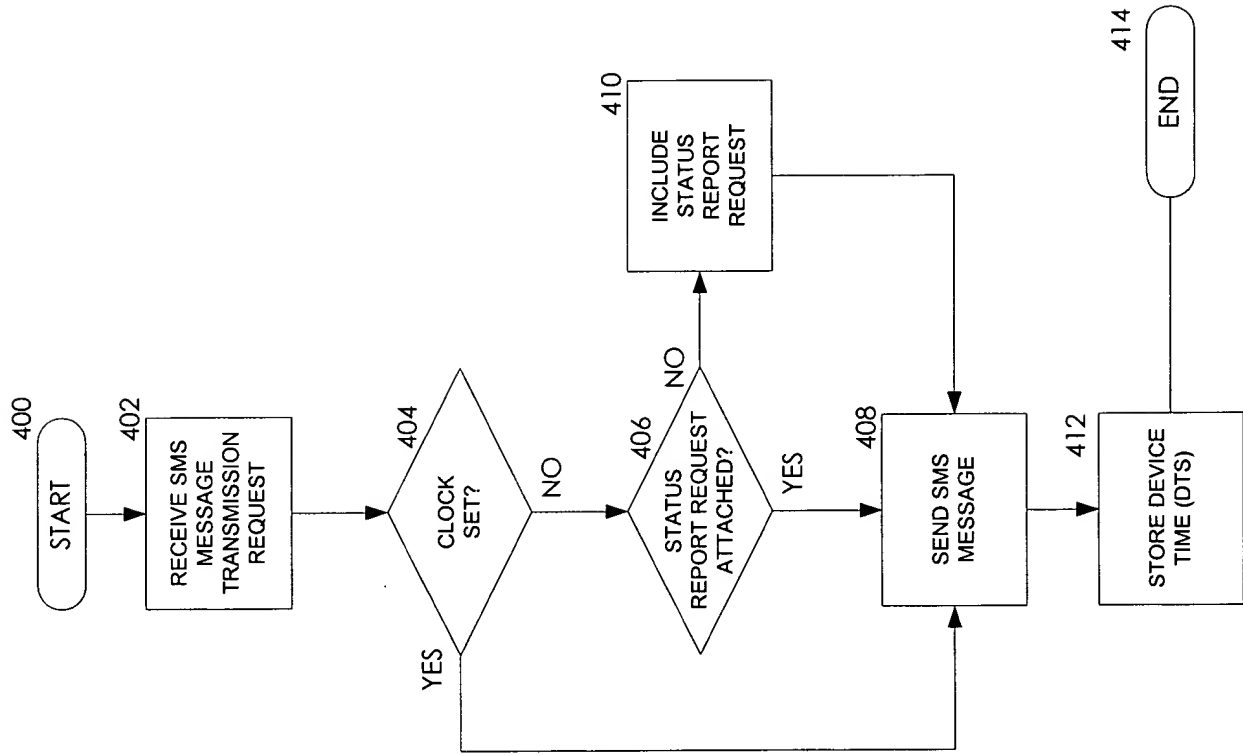 400
START
402
RECEIVE SMS
MESSAGE
TRANSMISSION
REQUEST
404
CLOCK
SET?
YES
NO
406
STATUS
REPORT REQUEST
ATTACHED?
NO
YES
410
INCLUDE
STATUS
REPORT
REQUEST
408
SEND SMS
MESSAGE
412
STORE DEVICE
TIME (DTS)
414
END